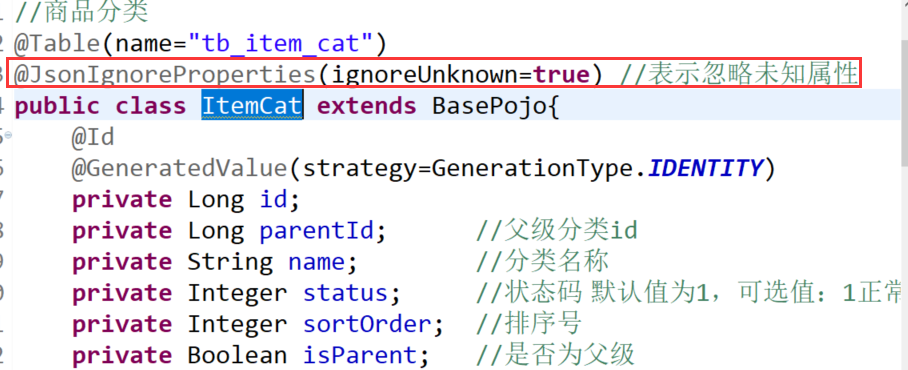 //商品分类
@Table(name="tb_item_cat")
@JsonIgnoreProperties(ignoreUnknown=true) //表示忽略未知属性
public class ItemCat extends BasePojo{
@Id
@GeneratedValue(strategy=GenerationType.IDENTITY)
private Long id;
private Long parentId; //父级分类id
private String name; //分类名称
private Integer status; //状态码 默认值为1，可选值：1正常
private Integer sortOrder; //排序号
private Boolean isParent; //是否为父级